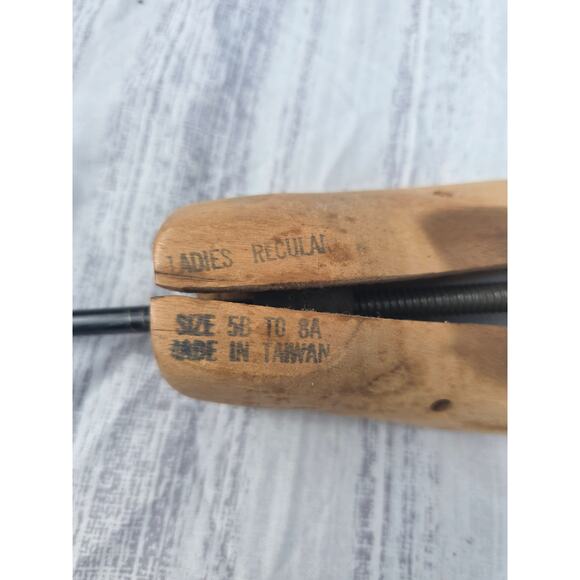 LADIES REGULAR
SIZE 5B TO 8A
MADE IN TAIWAN